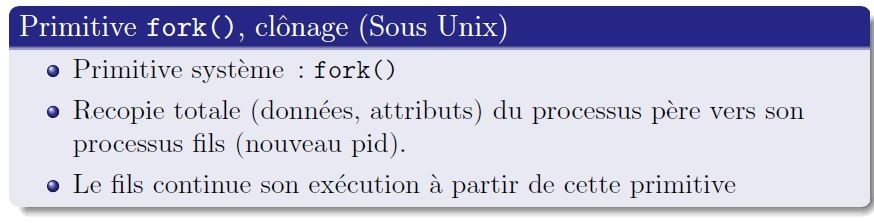 Primitive fork(), clônage (Sous Unix)
Primitive système : fork()
Recopie totale (données, attributs) du processus père vers son
processus fils (nouveau pid).
Le fils continue son exécution à partir de cette primitive